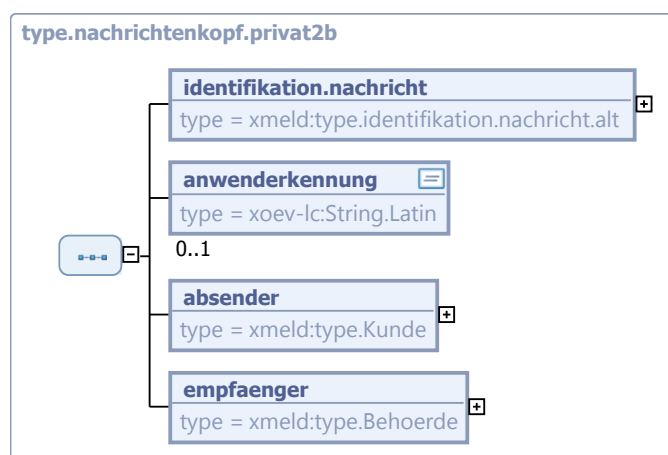 type.nachrichtenkopf.privat2b
identifikation.nachricht
type = xmeld:type.identifikation.nachricht.alt
anwenderkennung
type = xoev-lc:String.Latin
0..1
absender
type = xmeld:type.Kunde
empfaenger
type = xmeld:type.Behoerde